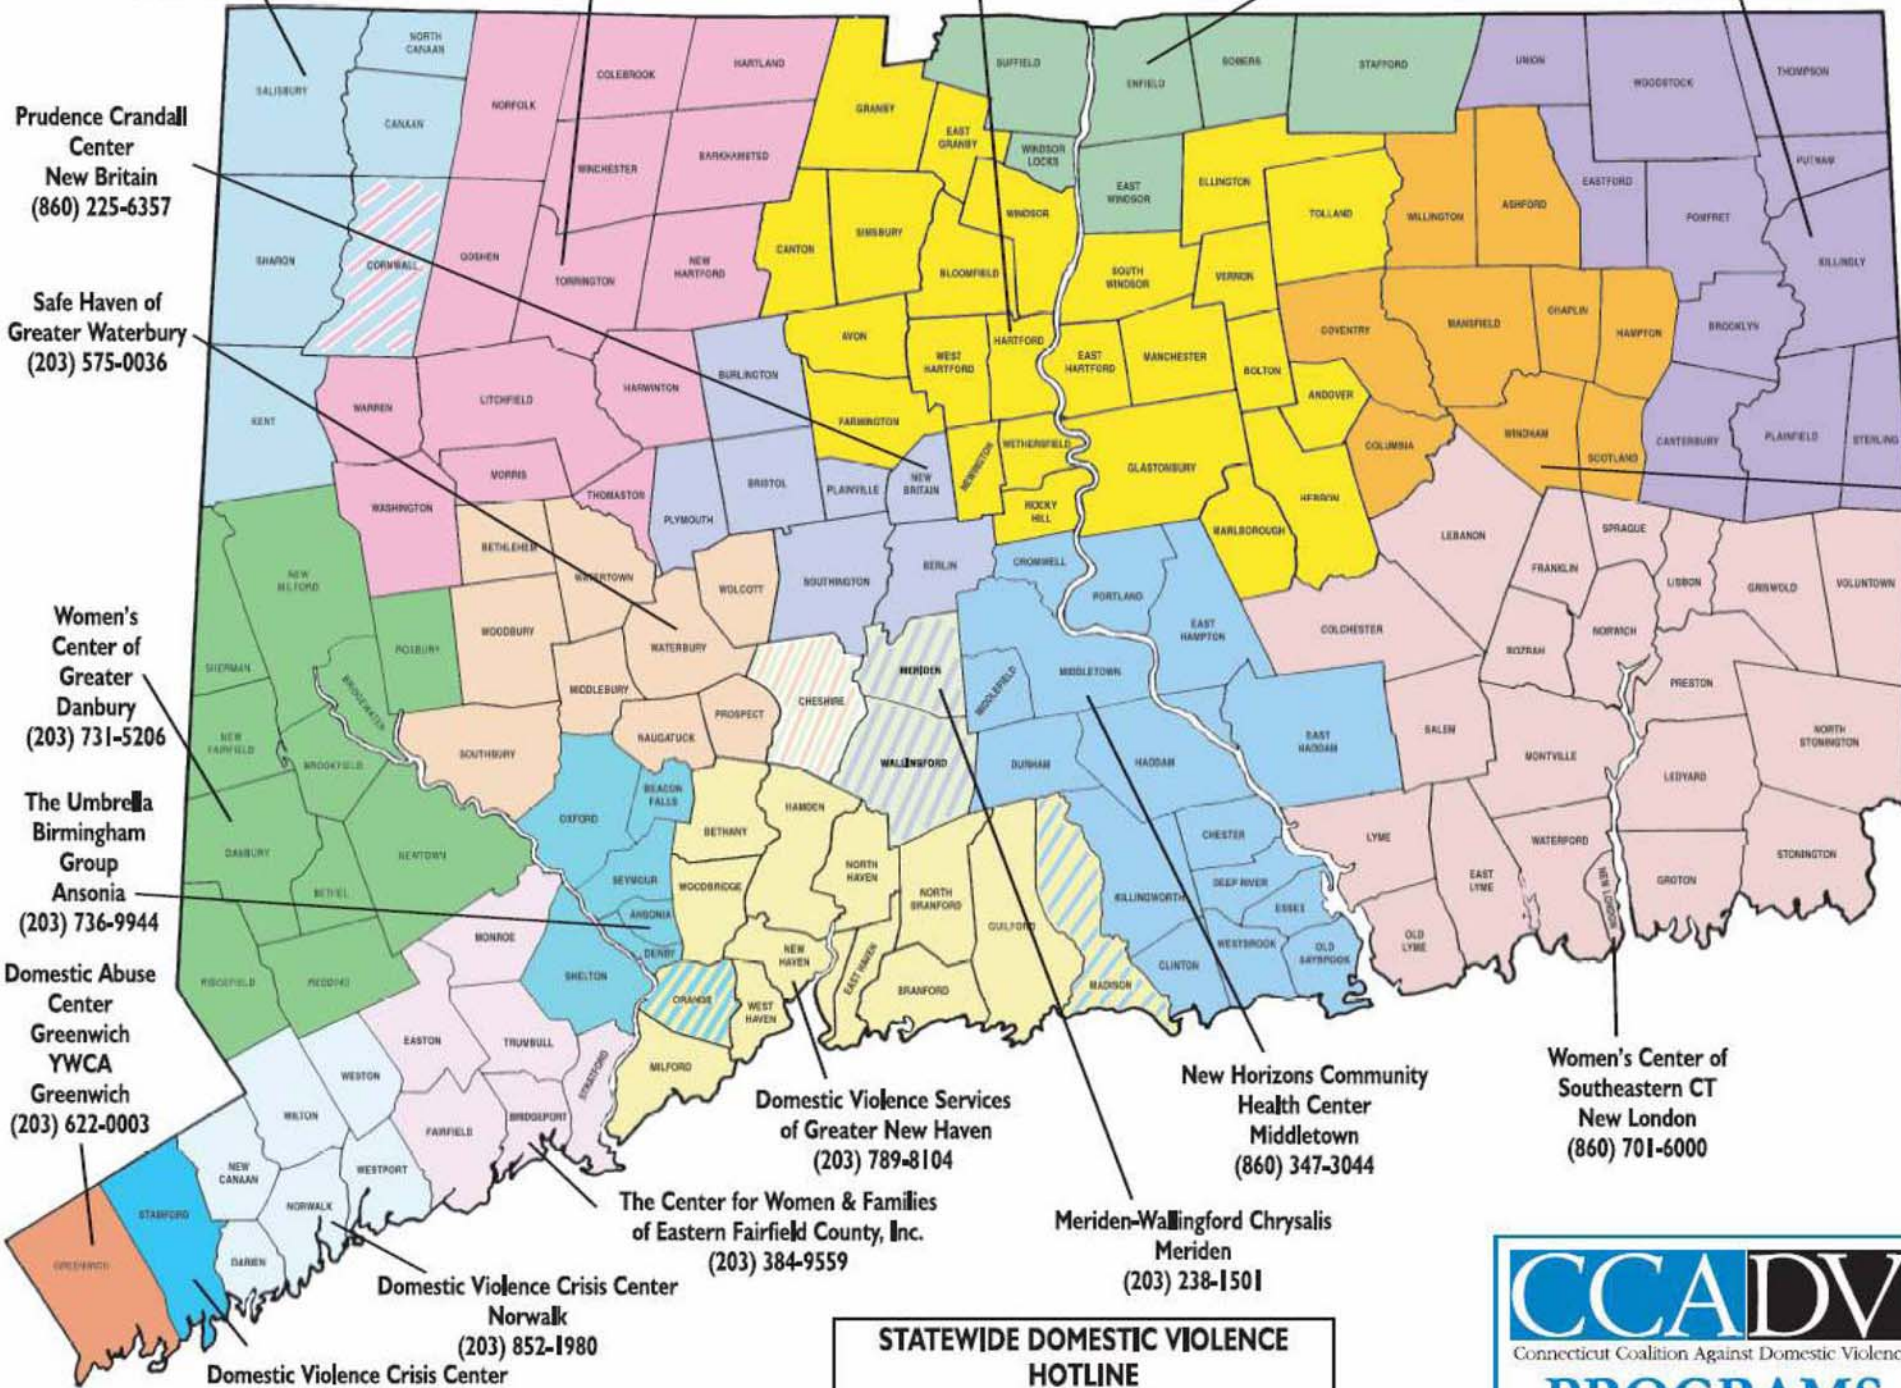 NORTH
CANAAN
SALISBURY
CANAAN
NORFOLK
COLEBROOK
HARTLAND
WINCHESTER
BARKHAMSTED
GRANBY
EAST
GRANBY
SUFFIELD
WINDSOR
LOCKS
ENFIELD
SOMERS
STAFFORD
UNION
WOODSTOCK
THOMPSON
PUTNAM
Prudence Crandall
Center
New Britain
(860) 225-6357
SHARON
CORNWALL
GOSHEN
TORRINGTON
NEW
HARTFORD
CANTON
SIMSBURY
BLOOMFIELD
WINDSOR
EAST
WINDSOR
SOUTH
WINDSOR
ELLINGTON
VERNON
TOLLAND
WILLINGTON
ASHFORD
EASTFORD
POMFRET
KILLINGLY
Safe Haven of
Greater Waterbury
(203) 575-0036
KENT
WARREN
LITCHFIELD
HARWINTON
BURLINGTON
AVON
FARMINGTON
WEST
HARTFORD
HARTFORD
EAST
HARTFORD
MANCHESTER
BOLTON
ANDOVER
COVENTRY
MANSFIELD
CHAPLIN
HAMPTON
BROOKLYN
WASHINGTON
MORRIS
THOMASTON
PLYMOUTH
BRISTOL
PLAINVILLE
NEW
BRITAIN
NEWINGTON
WETHERSFIELD
ROCKY
HILL
GLASTONBURY
MARLBOROUGH
HEBRON
COLUMBIA
WINDHAM
SCOTLAND
CANTERBURY
PLAINFIELD
STERLING
NEW
MILFORD
BETHLEHEM
WATERTOWN
WOLCOTT
SOUTHINGTON
BERLIN
CROMWELL
PORTLAND
EAST
HAMPTON
LEBANON
FRANKLIN
SPRAGUE
LISBON
GRISWOLD
VOLUNTOWN
Women's
Center of
Greater
Danbury
(203) 731-5206
SHERMAN
ROXBURY
BRIDGEWATER
WOODBURY
WATERBURY
MIDDLEBURY
NAUGATUCK
PROSPECT
CHESHIRE
MERIDEN
MIDDLEFIELD
MIDDLETOWN
COLCHESTER
BOZRAH
NORWICH
PRESTON
NEW
FAIRFIELD
BROOKFIELD
SOUTHBURY
WALLINGFORD
DURHAM
HADDAM
EAST
HADDAM
SALEM
MONTVILLE
LEDYARD
NORTH
STONINGTON
The Umbrella
Birmingham
Group
Ansonia
(203) 736-9944
DANBURY
BETHEL
NEWTOWN
OXFORD
BEACON
FALLS
SEYMOUR
ANSONIA
DERBY
BETHANY
WOODBRIDGE
HAMDEN
NORTH
HAVEN
NORTH
BRANFORD
GUILFORD
KILLINGWORTH
CHESTER
DEEP RIVER
ESSEX
WESTBROOK
OLD
SAYBROOK
CLINTON
MADISON
LYME
OLD
LYME
EAST
LYME
WATERFORD
NEW LONDON
GROTON
STONINGTON
Domestic Abuse
Center
Greenwich
YWCA
Greenwich
(203) 622-0003
RIDGEFIELD
REDDING
MONROE
SHELTON
ORANGE
NEW
HAVEN
WEST
HAVEN
EAST HAVEN
BRANFORD
MILFORD
EASTON
TRUMBULL
STRATFORD
WESTON
WILTON
FAIRFIELD
BRIDGEPORT
NEW
CANAAN
WESTPORT
NORWALK
DARIEN
STAMFORD
GREENWICH
Domestic Violence Services
of Greater New Haven
(203) 789-8104
New Horizons Community
Health Center
Middletown
(860) 347-3044
Women's Center of
Southeastern CT
New London
(860) 701-6000
The Center for Women & Families
of Eastern Fairfield County, Inc.
(203) 384-9559
Meriden-Wallingford Chrysalis
Meriden
(203) 238-1501
Domestic Violence Crisis Center
Norwalk
(203) 852-1980
Domestic Violence Crisis Center
STATEWIDE DOMESTIC VIOLENCE
HOTLINE
CCADV
Connecticut Coalition Against Domestic Violenc
PROGRAMS